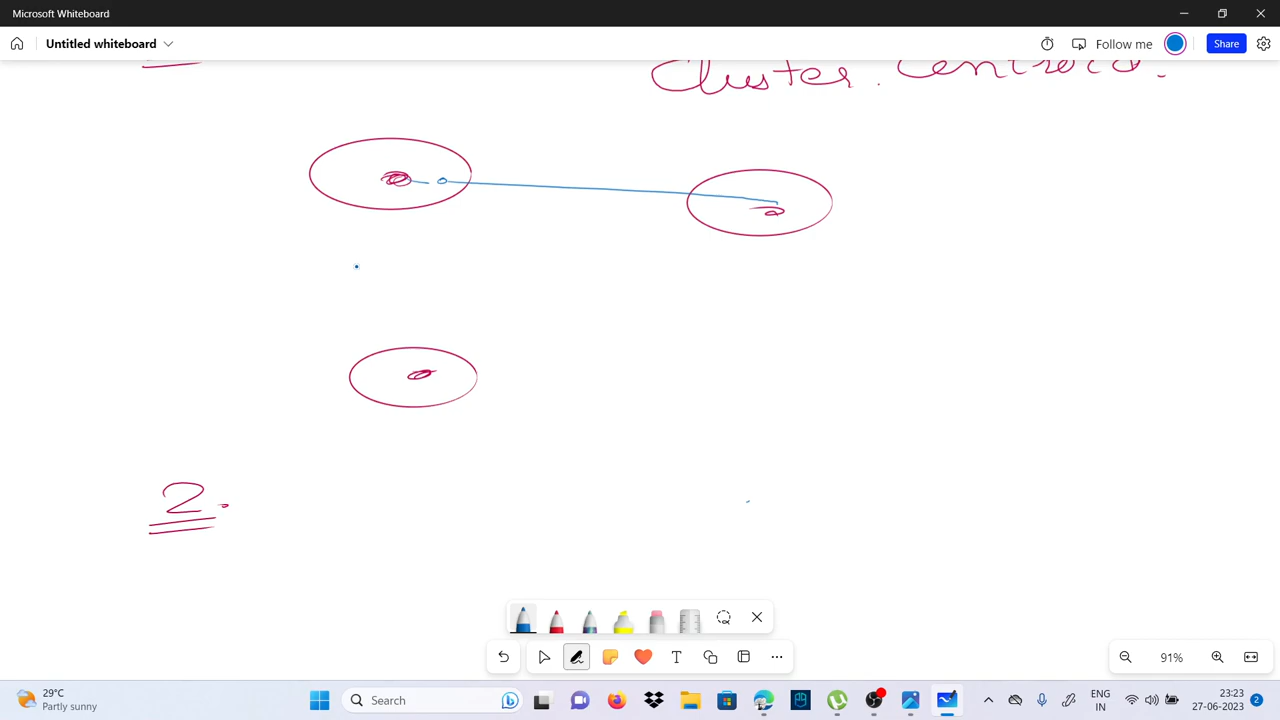 Microsoft Whiteboard
Untitled whiteboard
Follow me
Share
Cluster. Centroid.
2.
91%
29°C
Partly sunny
Search
ENG
IN
23:23
27-06-2023
2